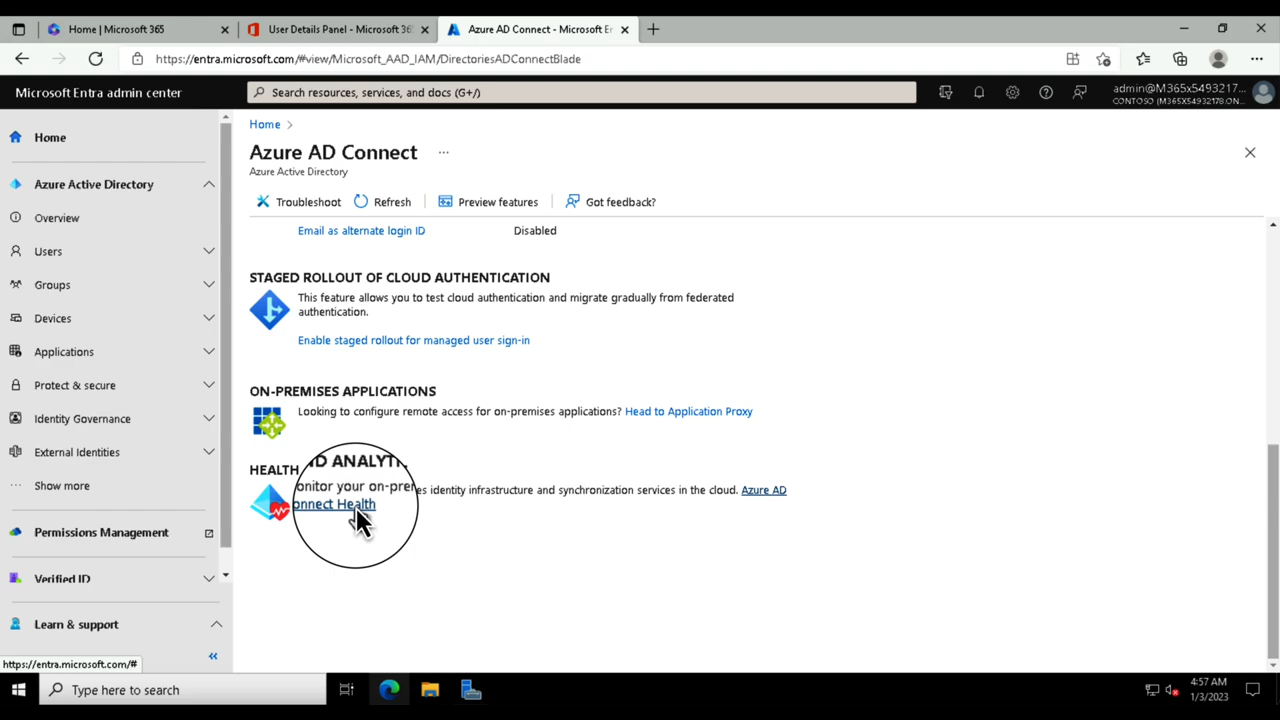 Home | Microsoft 365
User Details Panel - Microsoft 36
Azure AD Connect - Microsoft En
https://entra.microsoft.com/#view/Microsoft_AAD_IAM/DirectoriesADConnectBlade
Microsoft Entra admin center
Search resources, services, and docs (G+/)
admin@M365x5493217...
CONTOSO (M365X54932178.ON...
Home
Azure Active Directory
Overview
Users
Groups
Devices
Applications
Protect & secure
Identity Governance
External Identities
Show more
Permissions Management
Verified ID
Learn & support
https://entra.microsoft.com/#
Home >
Azure AD Connect ...
Azure Active Directory
Troubleshoot
Refresh
Preview features
Got feedback?
Email as alternate login ID Disabled
STAGED ROLLOUT OF CLOUD AUTHENTICATION
This feature allows you to test cloud authentication and migrate gradually from federated
authentication.
Enable staged rollout for managed user sign-in
ON-PREMISES APPLICATIONS
Looking to configure remote access for on-premises applications? Head to Application Proxy
HEALTH ND ANALYTI
onitor your on-premes identity infrastructure and synchronization services in the cloud. Azure AD
onnect Health
Type here to search
4:57 AM
1/3/2023